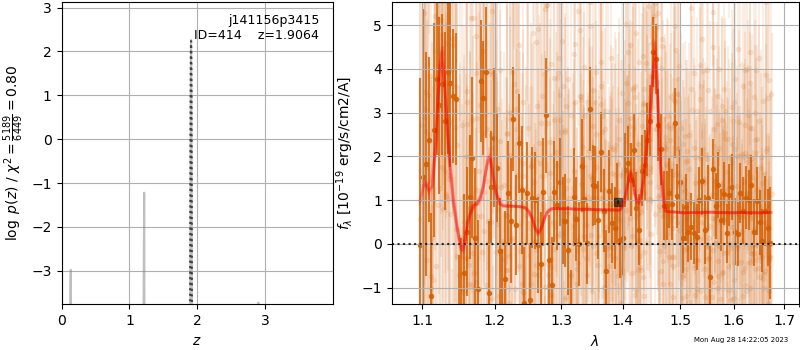 j141156p3415
ID=414 z=1.9064
log p(z) / χ² = 5189/6449 = 0.80
3
2
1
0
−1
−2
−3
0 1 2 3
z
f_λ [10⁻¹⁹ erg/s/cm2/A]
5
4
3
2
1
0
−1
1.1 1.2 1.3 1.4 1.5 1.6 1.7
λ
Mon Aug 28 14:22:05 2023